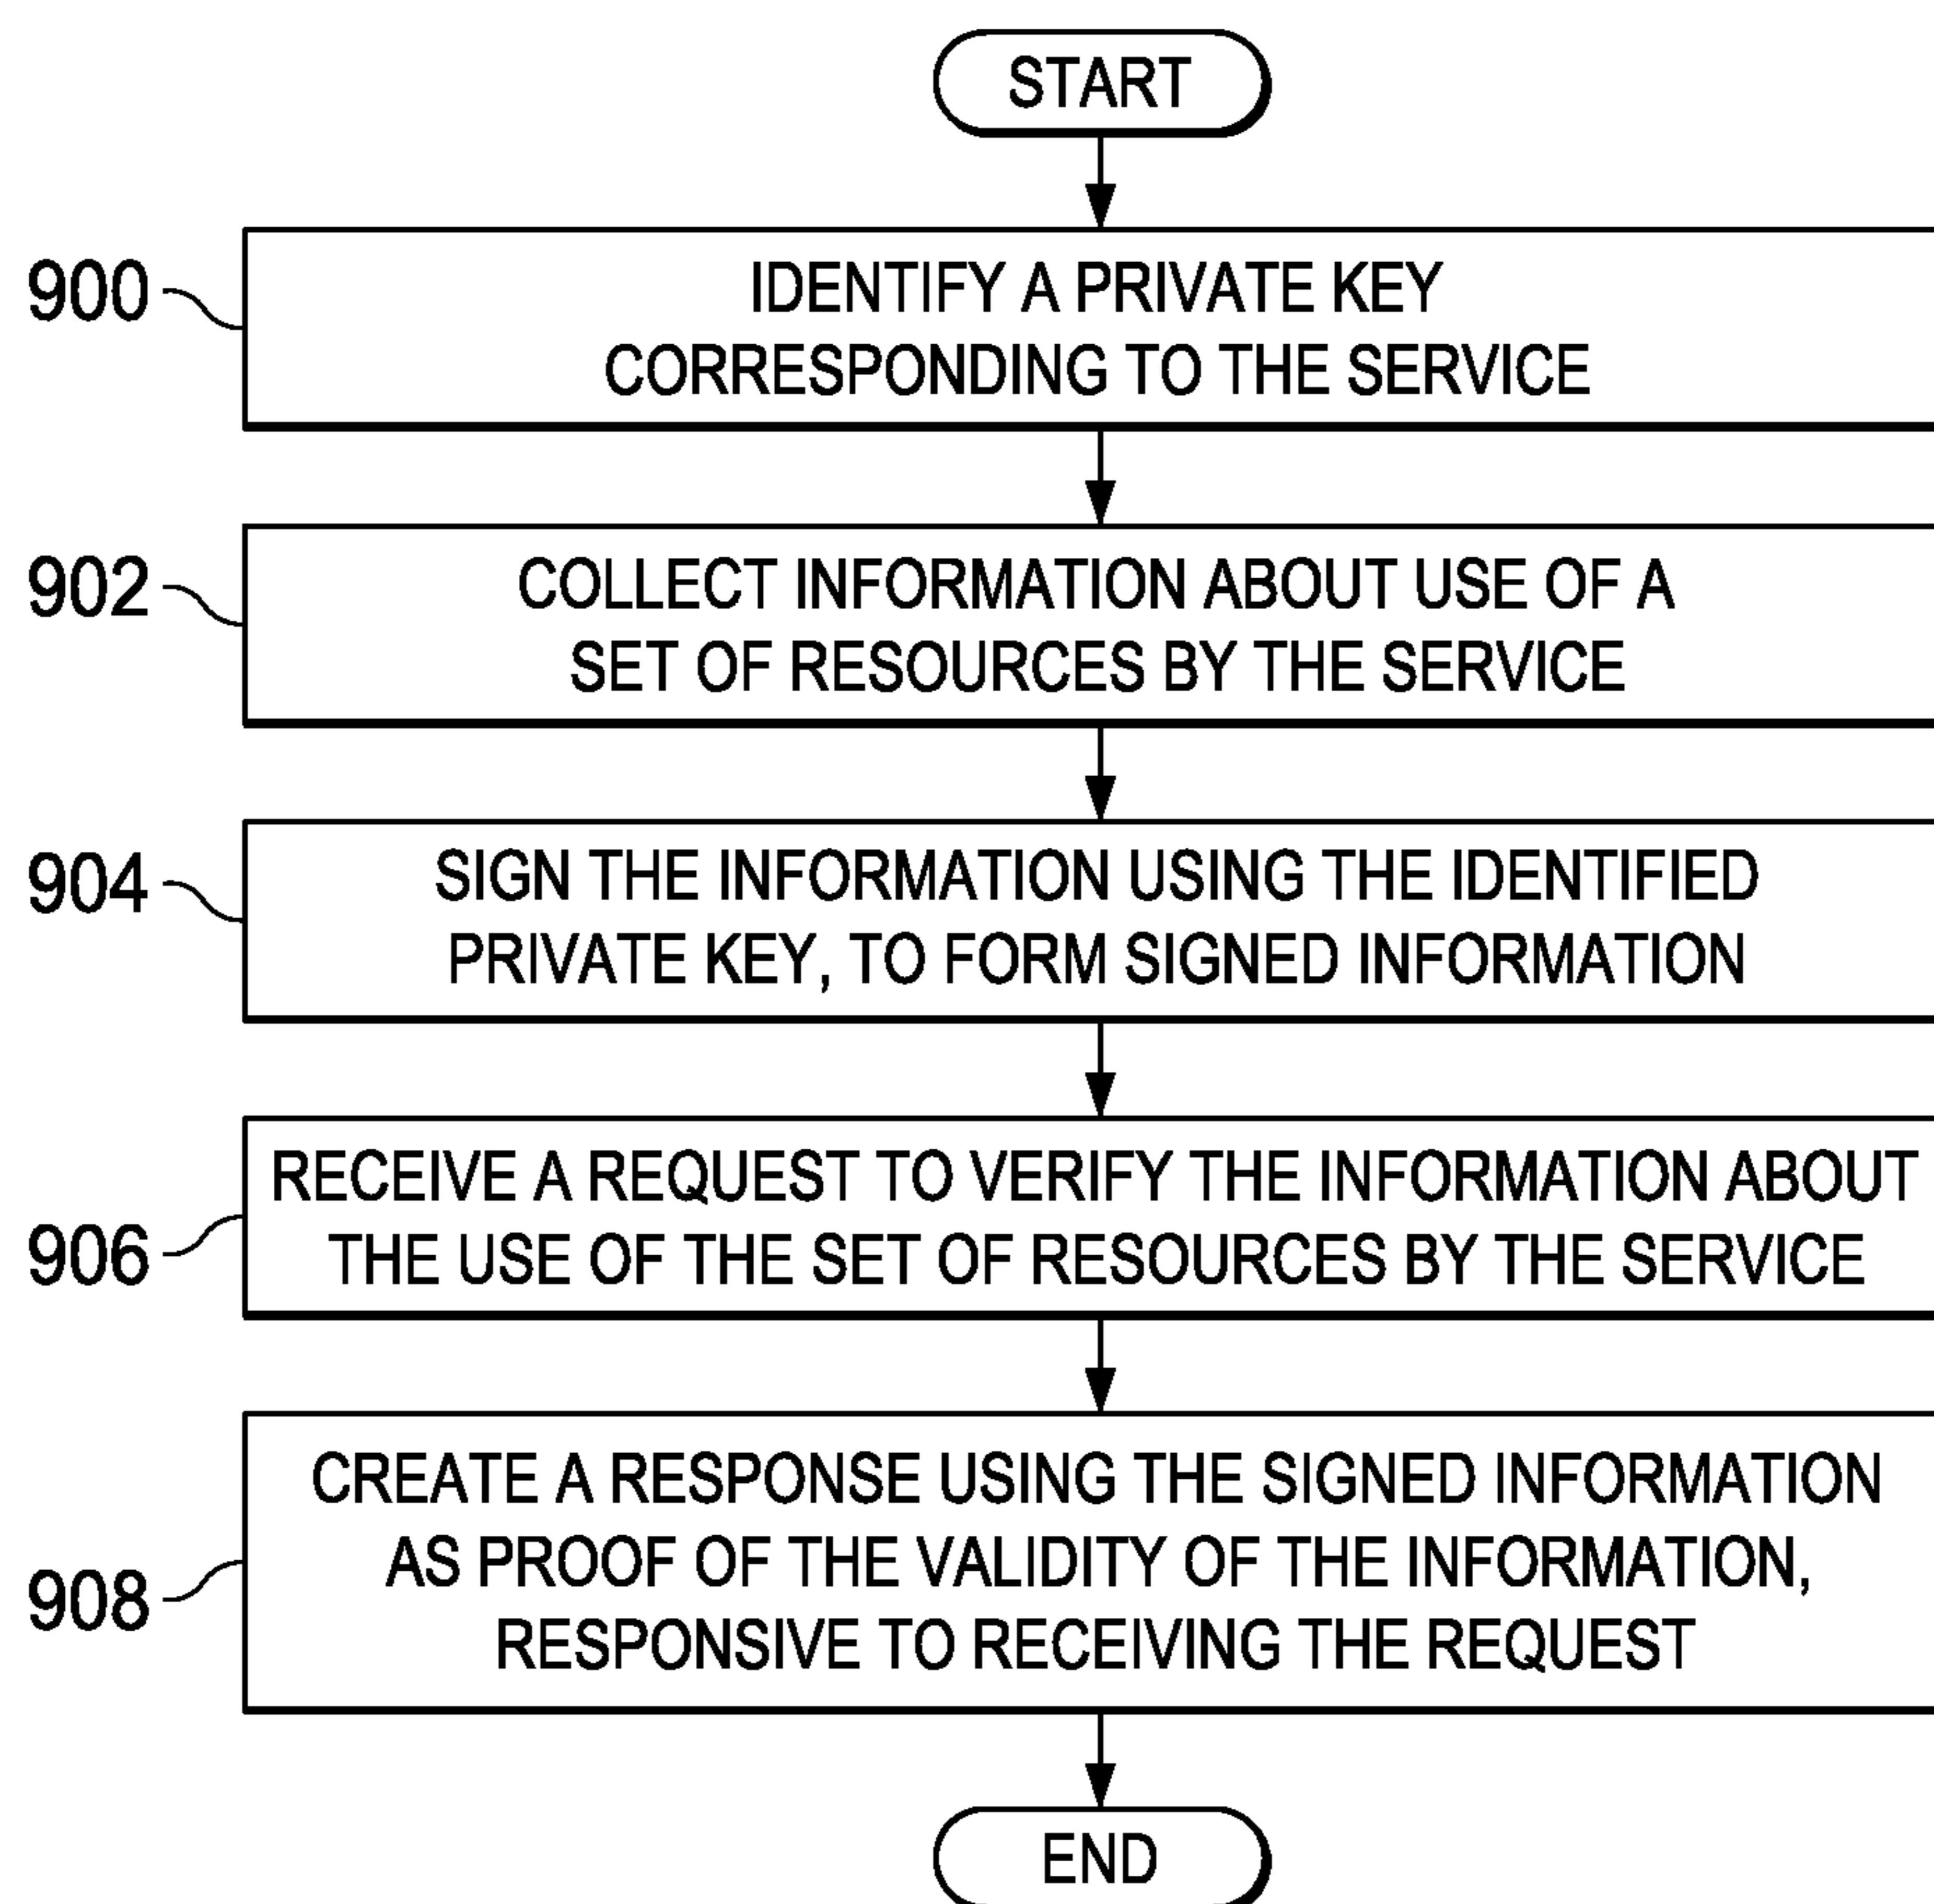 START
900
IDENTIFY A PRIVATE KEY
CORRESPONDING TO THE SERVICE
902
COLLECT INFORMATION ABOUT USE OF A
SET OF RESOURCES BY THE SERVICE
904
SIGN THE INFORMATION USING THE IDENTIFIED
PRIVATE KEY, TO FORM SIGNED INFORMATION
906
RECEIVE A REQUEST TO VERIFY THE INFORMATION ABOUT
THE USE OF THE SET OF RESOURCES BY THE SERVICE
908
CREATE A RESPONSE USING THE SIGNED INFORMATION
AS PROOF OF THE VALIDITY OF THE INFORMATION,
RESPONSIVE TO RECEIVING THE REQUEST
END